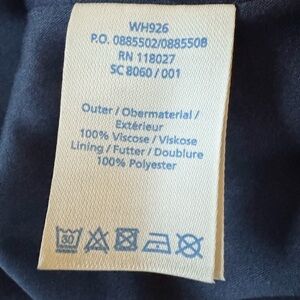 WH926
P.O. 0885502/0885508
RN 118027
SC 8060 / 001
Outer / Obermaterial /
Extérieur
100% Viscose / Viskose
Lining / Futter / Doublure
100% Polyester
30